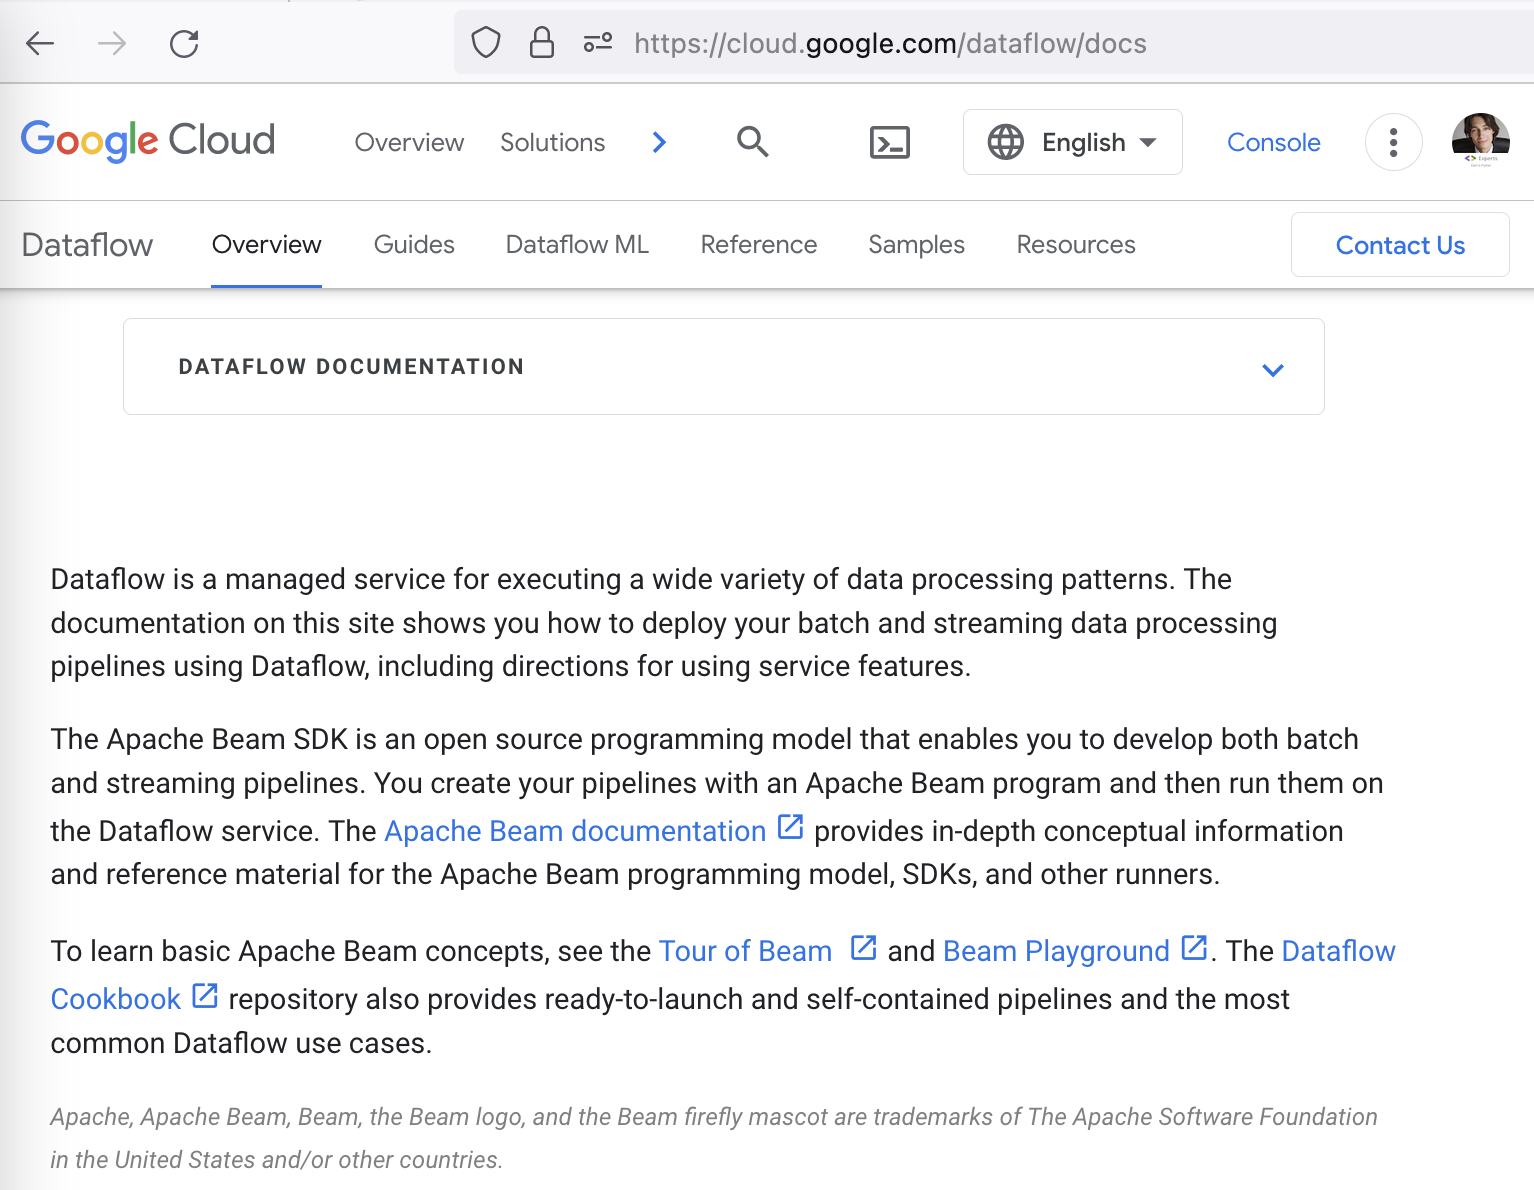 https://cloud.google.com/dataflow/docs
Google Cloud Overview Solutions English Console
Dataflow Overview Guides Dataflow ML Reference Samples Resources Contact Us
DATAFLOW DOCUMENTATION
Dataflow is a managed service for executing a wide variety of data processing patterns. The
documentation on this site shows you how to deploy your batch and streaming data processing
pipelines using Dataflow, including directions for using service features.
The Apache Beam SDK is an open source programming model that enables you to develop both batch
and streaming pipelines. You create your pipelines with an Apache Beam program and then run them on
the Dataflow service. The Apache Beam documentation provides in-depth conceptual information
and reference material for the Apache Beam programming model, SDKs, and other runners.
To learn basic Apache Beam concepts, see the Tour of Beam and Beam Playground. The Dataflow
Cookbook repository also provides ready-to-launch and self-contained pipelines and the most
common Dataflow use cases.
Apache, Apache Beam, Beam, the Beam logo, and the Beam firefly mascot are trademarks of The Apache Software Foundation
in the United States and/or other countries.